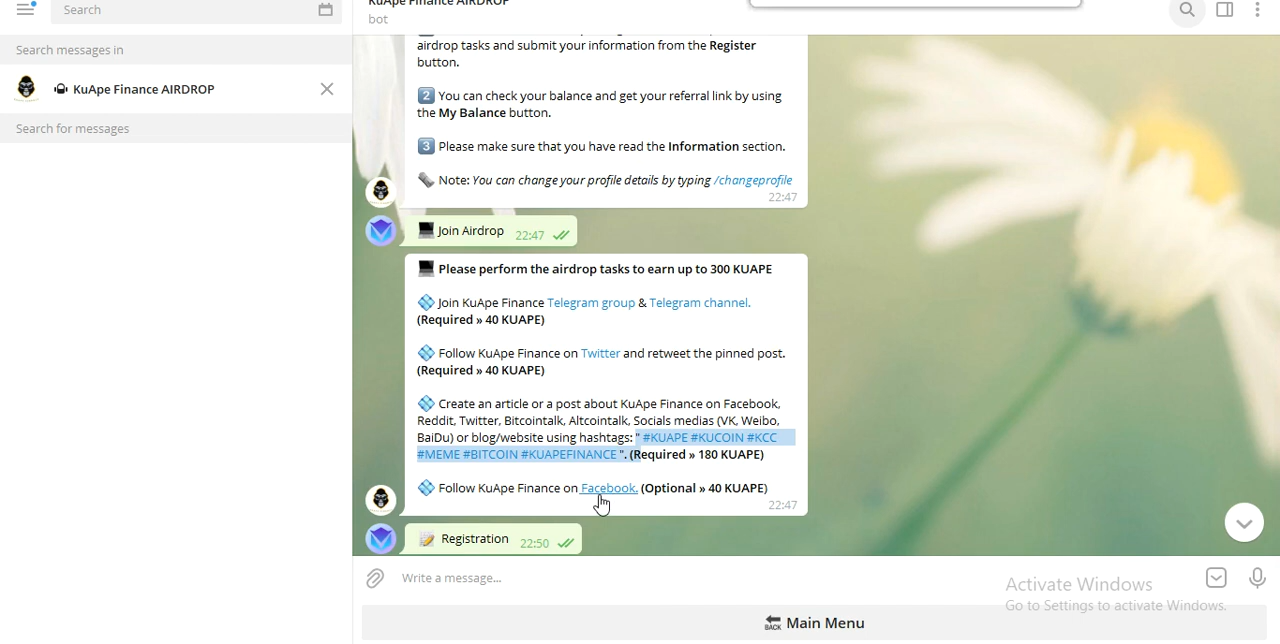 Search
Search messages in
KuApe Finance AIRDROP
Search for messages
KuApe Finance AIRDROP
bot
airdrop tasks and submit your information from the Register
button.
2 You can check your balance and get your referral link by using
the My Balance button.
3 Please make sure that you have read the Information section.
Note: You can change your profile details by typing /changeprofile
22:47
Join Airdrop 22:47
Please perform the airdrop tasks to earn up to 300 KUAPE
Join KuApe Finance Telegram group & Telegram channel.
(Required » 40 KUAPE)
Follow KuApe Finance on Twitter and retweet the pinned post.
(Required » 40 KUAPE)
Create an article or a post about KuApe Finance on Facebook,
Reddit, Twitter, Bitcointalk, Altcointalk, Socials medias (VK, Weibo,
BaiDu) or blog/website using hashtags: " #KUAPE #KUCOIN #KCC
#MEME #BITCOIN #KUAPEFINANCE ". (Required » 180 KUAPE)
Follow KuApe Finance on Facebook. (Optional » 40 KUAPE)
22:47
Registration 22:50
Write a message...
Activate Windows
Go to Settings to activate Windows.
BACK Main Menu